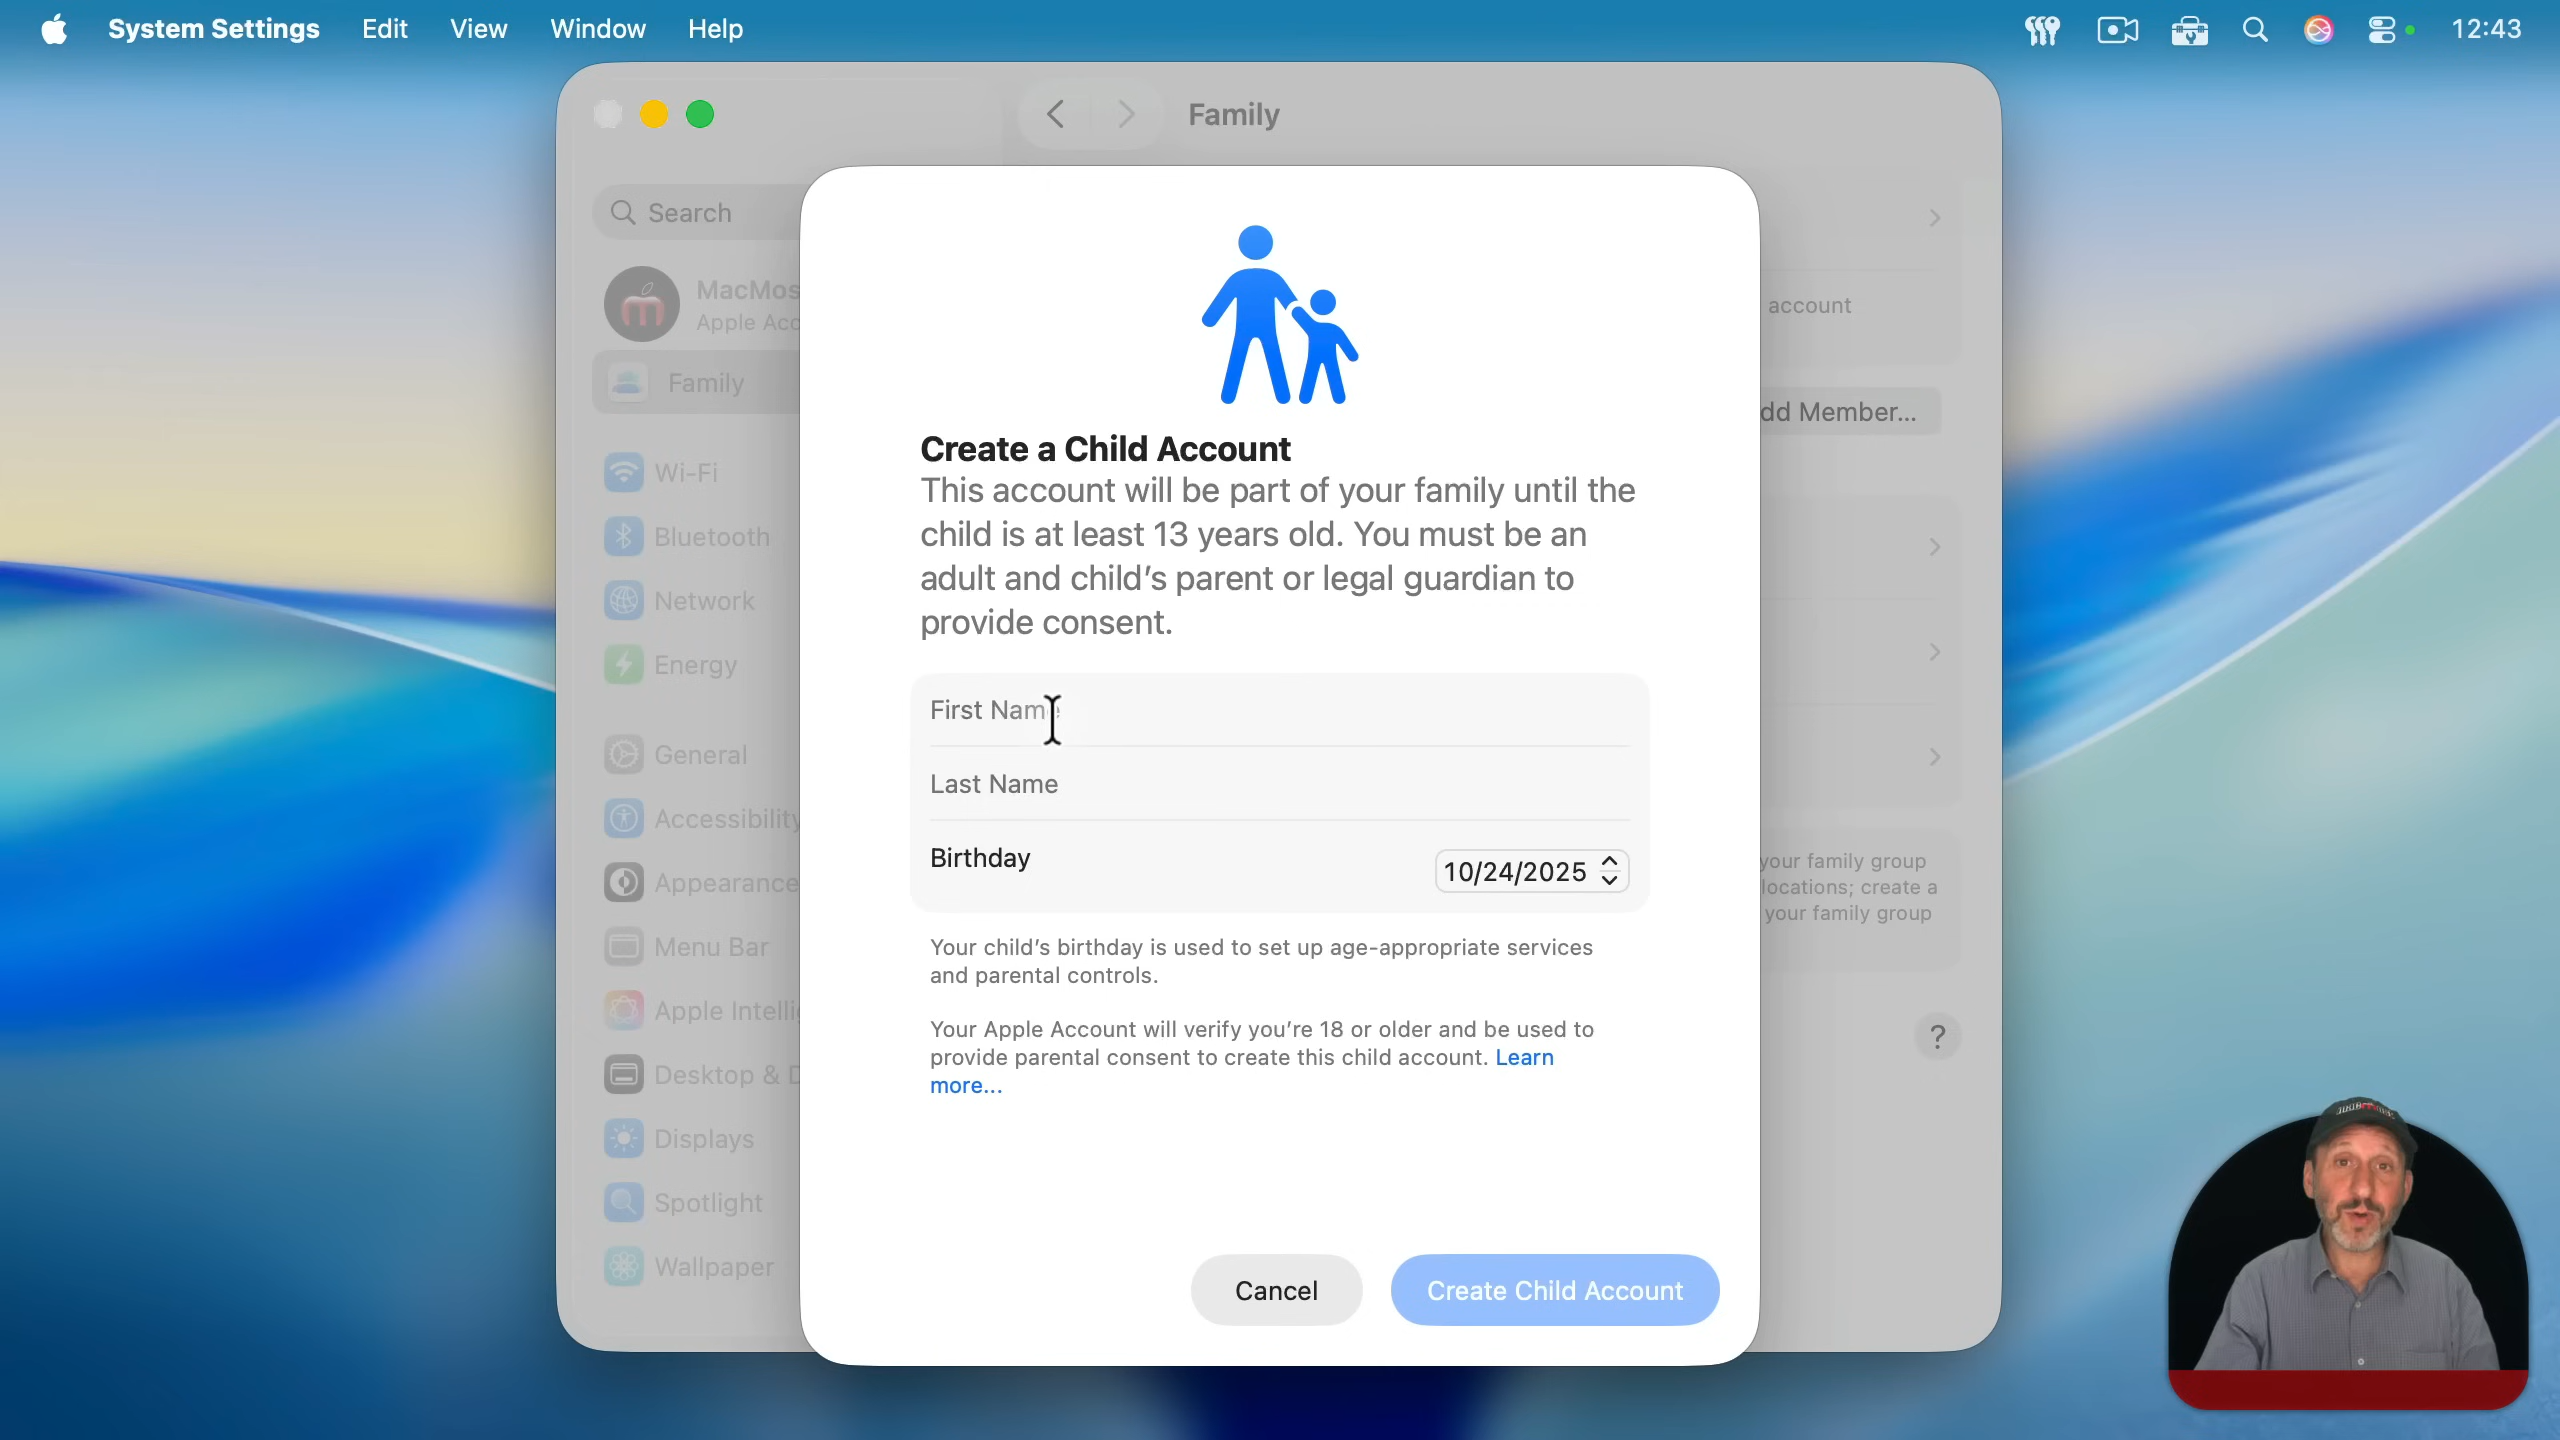 System Settings Edit View Window Help 12:43
Family
Search
MacMos
Apple Acc
Family
Wi-Fi
Bluetooth
Network
Energy
General
Accessibility
Appearance
Menu Bar
Apple Intelli
Desktop & D
Displays
Spotlight
Wallpaper
account
dd Member...
your family group
locations; create a
your family group
?
Create a Child Account
This account will be part of your family until the
child is at least 13 years old. You must be an
adult and child's parent or legal guardian to
provide consent.
First Name
Last Name
Birthday 10/24/2025
Your child's birthday is used to set up age-appropriate services
and parental controls.
Your Apple Account will verify you're 18 or older and be used to
provide parental consent to create this child account. Learn
more...
Cancel Create Child Account